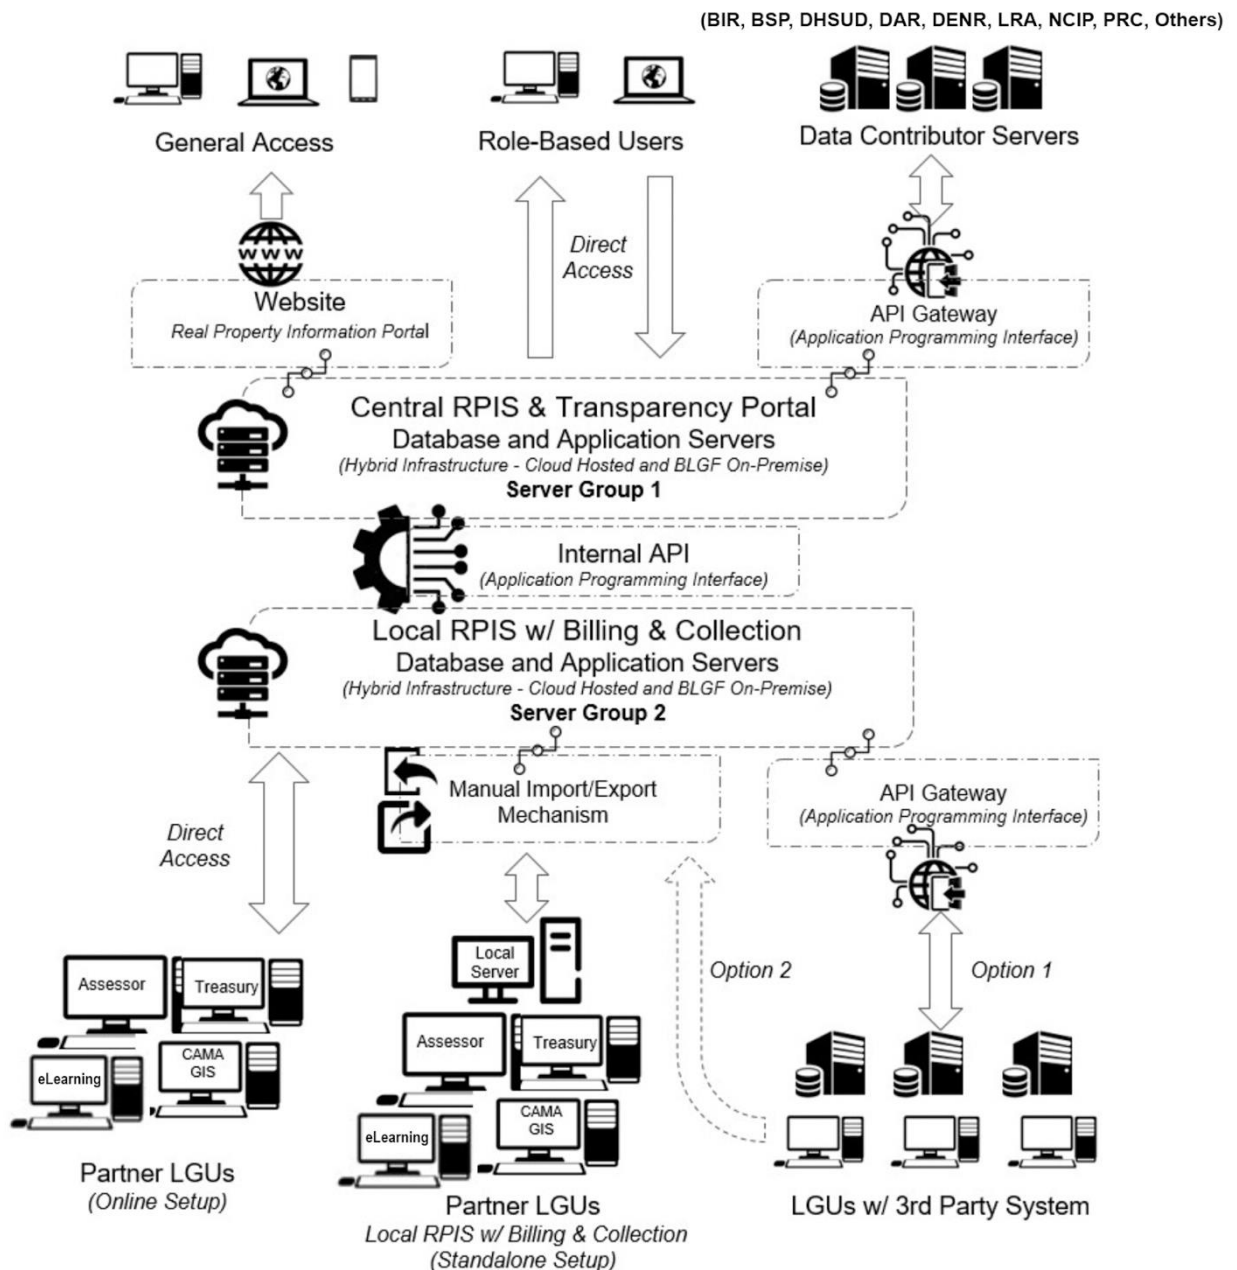 (BIR, BSP, DHSUD, DAR, DENR, LRA, NCIP, PRC, Others)
General Access
Role-Based Users
Data Contributor Servers
Direct
Access
WWW
Website
Real Property Information Portal
API Gateway
(Application Programming Interface)
Central RPIS & Transparency Portal
Database and Application Servers
(Hybrid Infrastructure - Cloud Hosted and BLGF On-Premise)
Server Group 1
Internal API
(Application Programming Interface)
Local RPIS w/ Billing & Collection
Database and Application Servers
(Hybrid Infrastructure - Cloud Hosted and BLGF On-Premise)
Server Group 2
Manual Import/Export
Mechanism
API Gateway
(Application Programming Interface)
Direct
Access
Option 2
Option 1
Assessor
Treasury
eLearning
CAMA
GIS
Partner LGUs
(Online Setup)
Local
Server
Assessor
Treasury
eLearning
CAMA
GIS
Partner LGUs
Local RPIS w/ Billing & Collection
(Standalone Setup)
LGUs w/ 3rd Party System